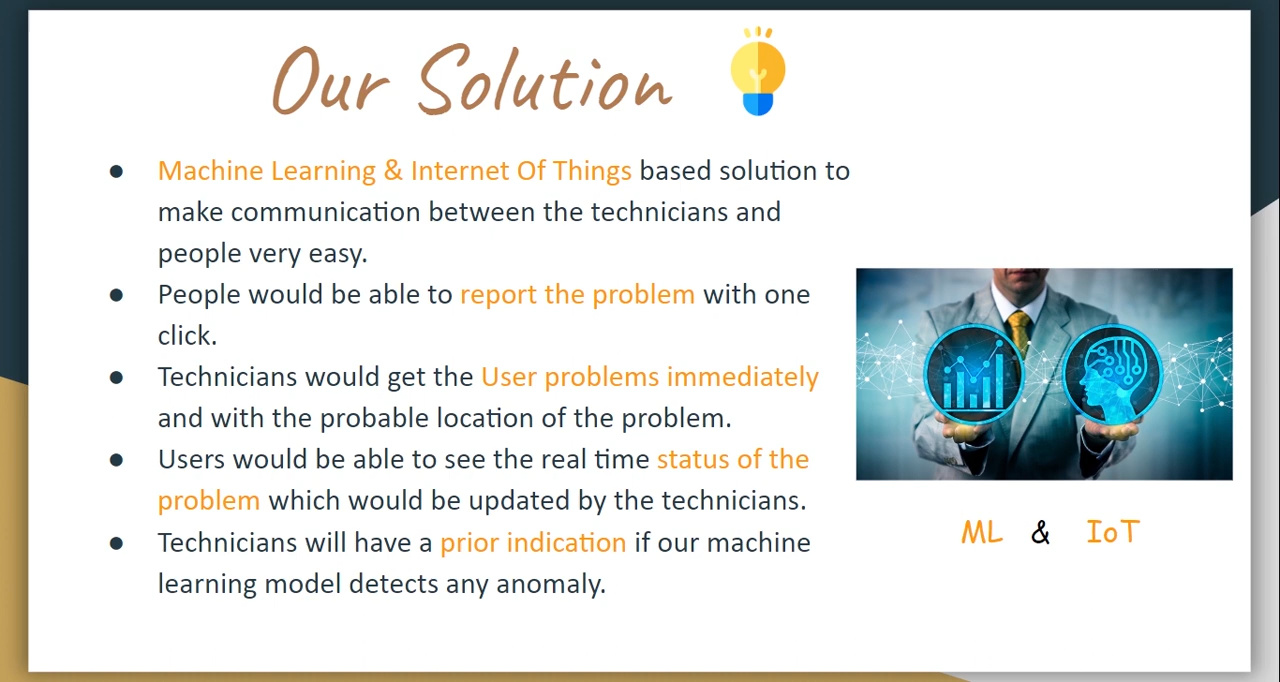 Our Solution
● Machine Learning & Internet Of Things based solution to
make communication between the technicians and
people very easy.
● People would be able to report the problem with one
click.
● Technicians would get the User problems immediately
and with the probable location of the problem.
● Users would be able to see the real time status of the
problem which would be updated by the technicians.
● Technicians will have a prior indication if our machine
learning model detects any anomaly.
ML & IoT